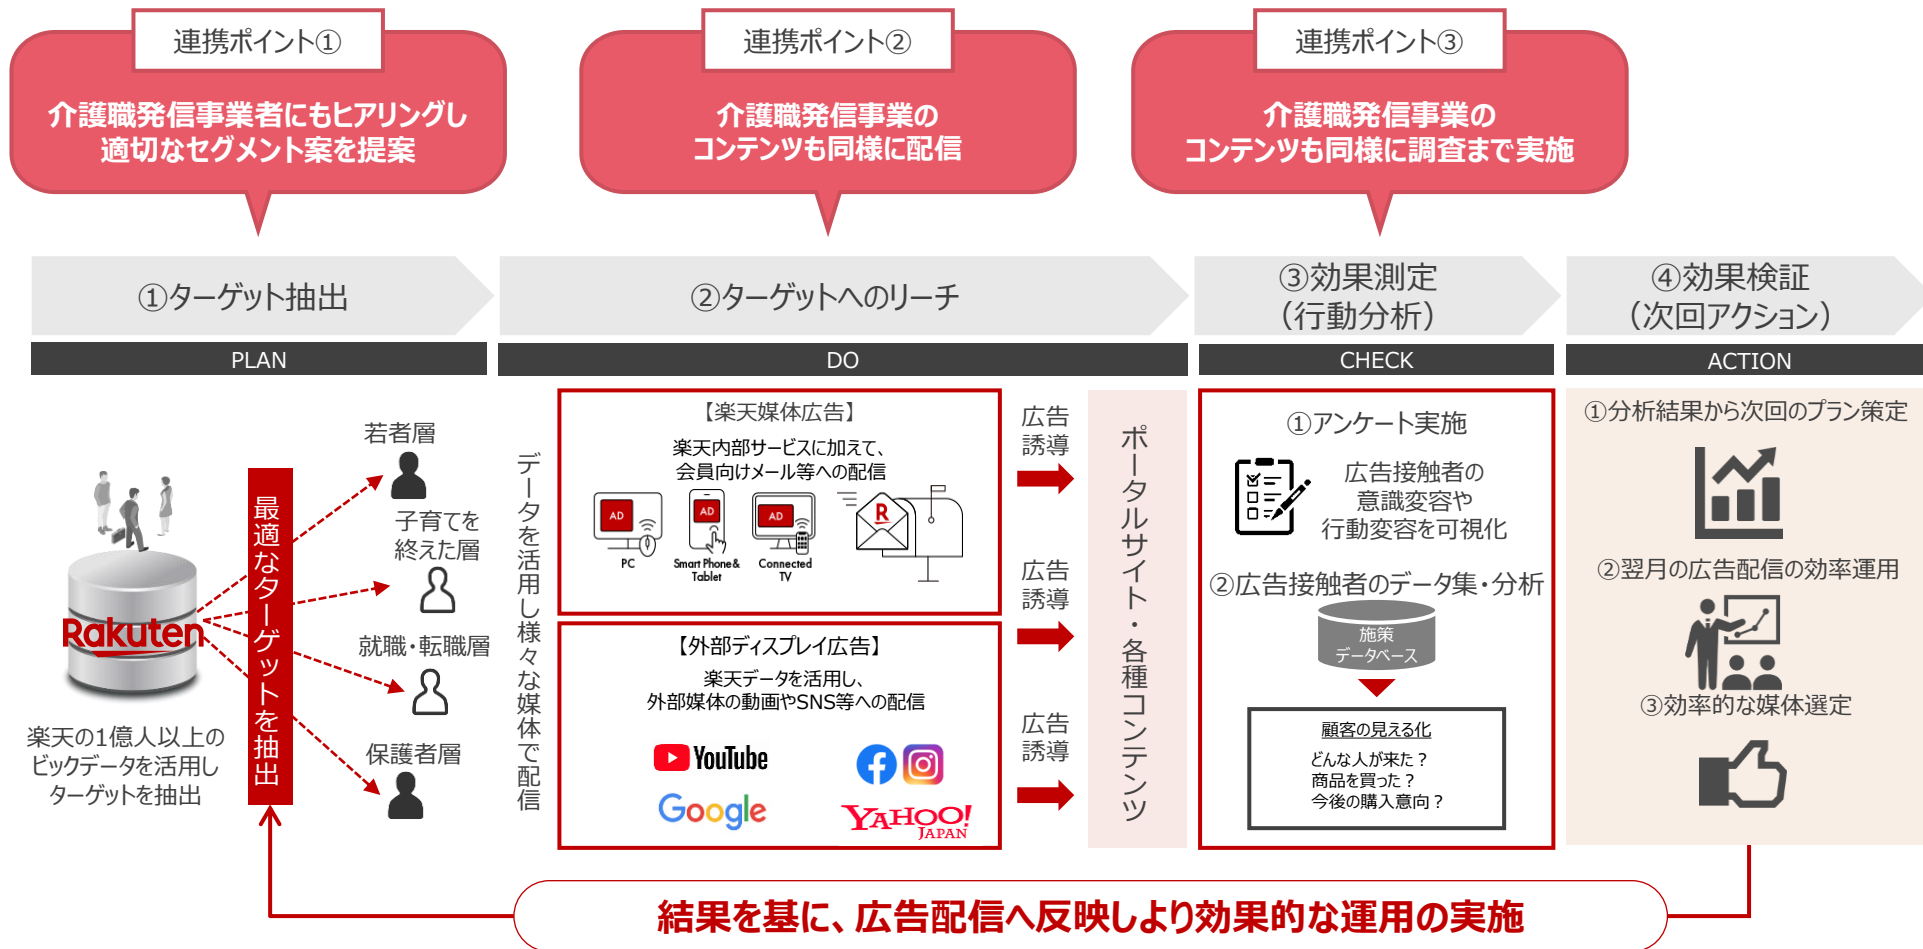 連携ポイント①
介護職発信事業者にもヒアリングし
適切なセグメント案を提案
連携ポイント②
介護職発信事業の
コンテンツも同様に配信
連携ポイント③
介護職発信事業の
コンテンツも同様に調査まで実施
①ターゲット抽出
②ターゲットへのリーチ
③効果測定
（行動分析）
④効果検証
（次回アクション）
PLAN
DO
CHECK
ACTION
Rakuten
楽天の1億人以上の
ビックデータを活用し
ターゲットを抽出
最適なターゲットを抽出
若者層
子育てを
終えた層
就職・転職層
保護者層
データを活用し様々な媒体で配信
【楽天媒体広告】
楽天内部サービスに加えて、
会員向けメール等への配信
AD
AD
AD
R
PC
Smart Phone&
Tablet
Connected
TV
【外部ディスプレイ広告】
楽天データを活用し、
外部媒体の動画やSNS等への配信
YouTube
Google
YAHOO!
JAPAN
広告
誘導
広告
誘導
広告
誘導
ポータルサイト・各種コンテンツ
①アンケート実施
広告接触者の
意識変容や
行動変容を可視化
②広告接触者のデータ集・分析
施策
データベース
顧客の見える化
どんな人が来た？
商品を買った？
今後の購入意向？
①分析結果から次回のプラン策定
②翌月の広告配信の効率運用
③効率的な媒体選定
結果を基に、広告配信へ反映しより効果的な運用の実施